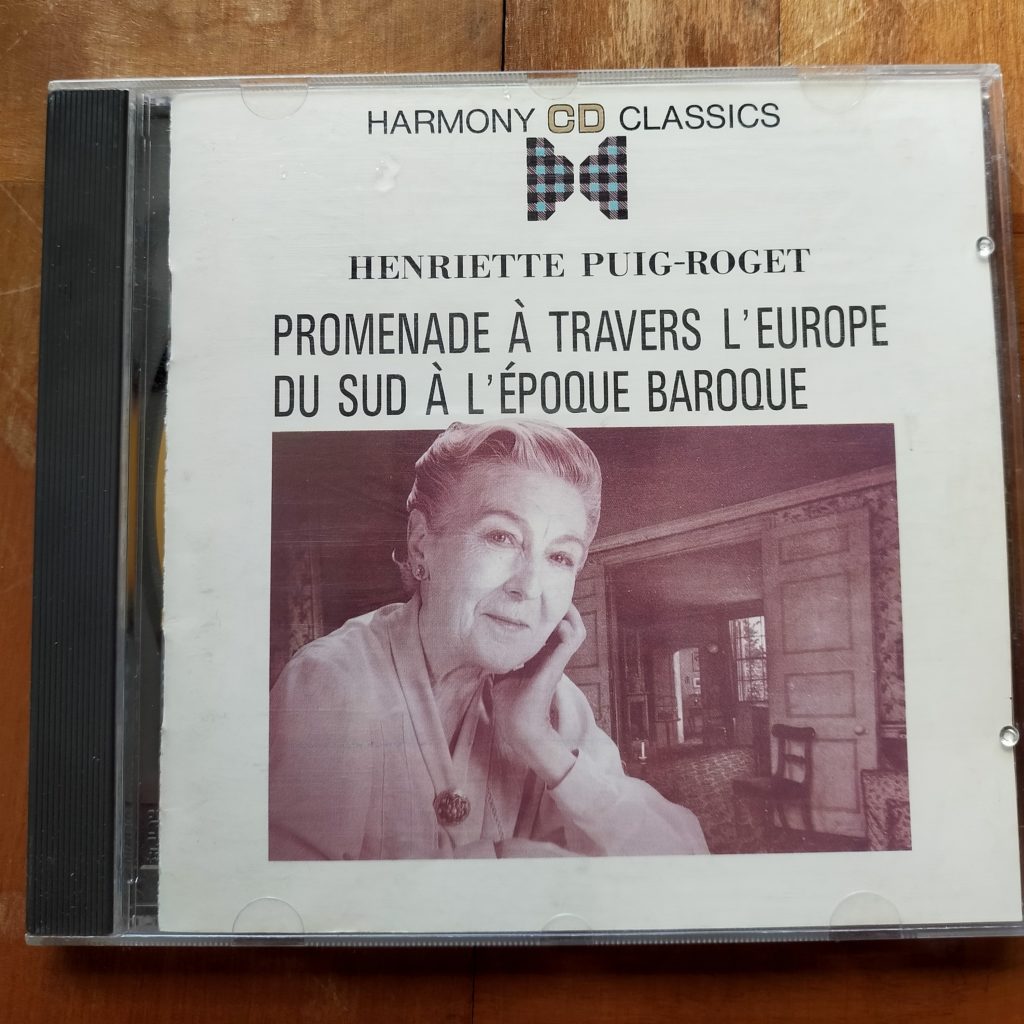 HARMONY CD CLASSICS
HENRIETTE PUIG-ROGET
PROMENADE À TRAVERS L'EUROPE
DU SUD À L'ÉPOQUE BAROQUE